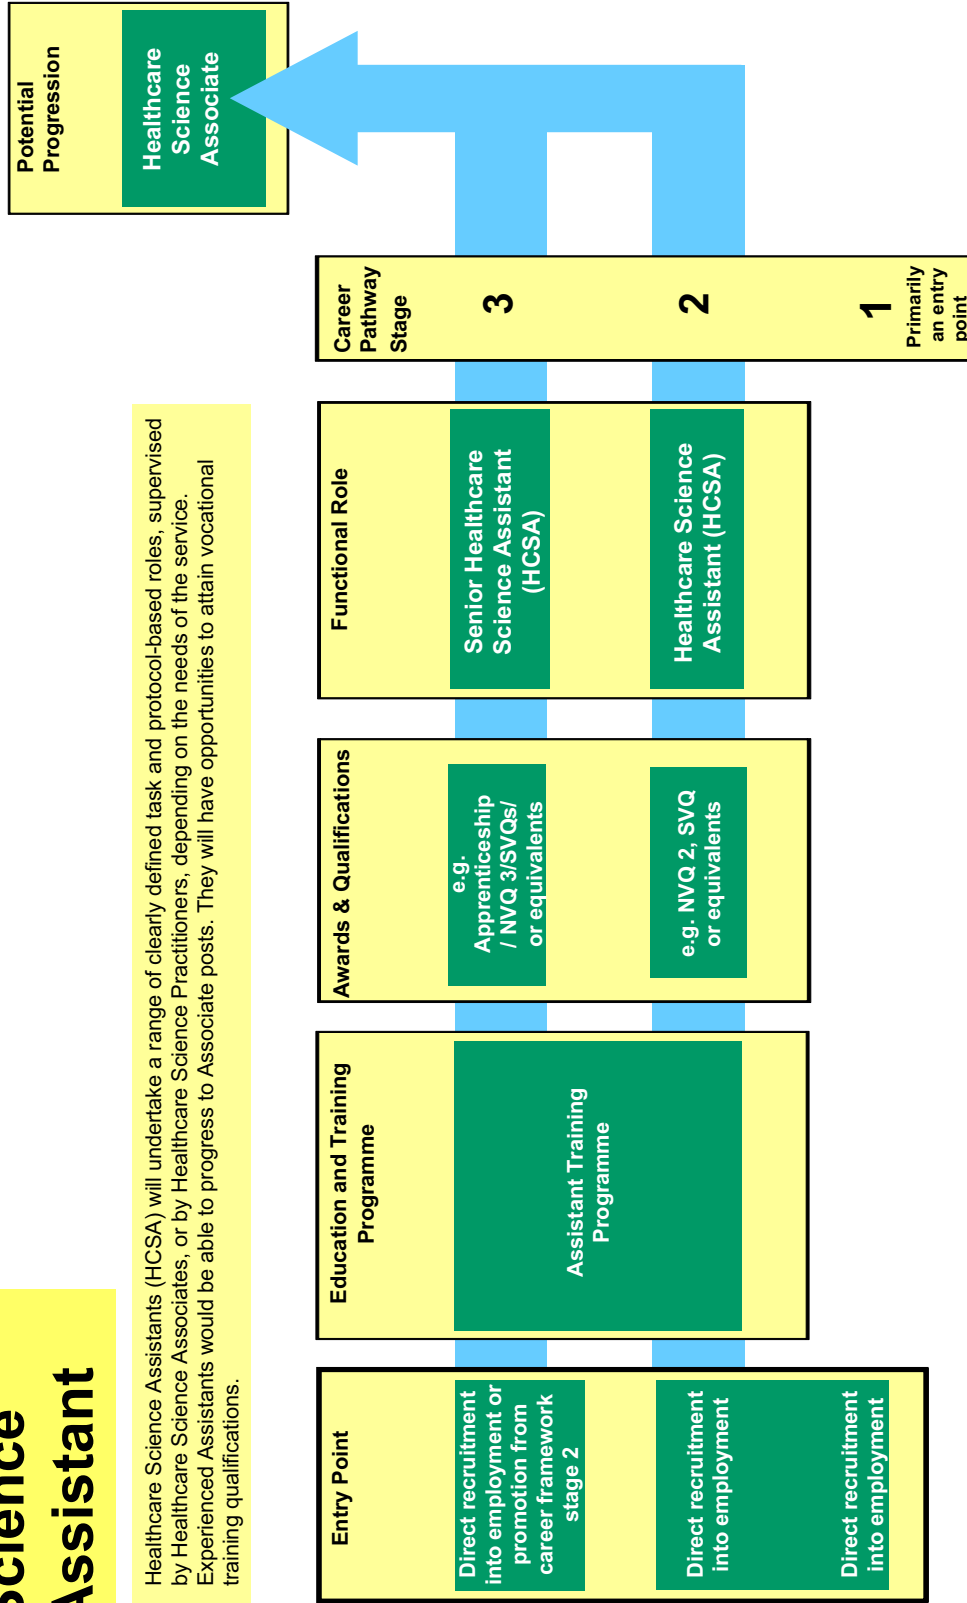 Science
Assistant
Healthcare Science Assistants (HCSA) will undertake a range of clearly defined task and protocol-based roles, supervised
by Healthcare Science Associates, or by Healthcare Science Practitioners, depending on the needs of the service.
Experienced Assistants would be able to progress to Associate posts. They will have opportunities to attain vocational
training qualifications.
Potential
Progression
Healthcare
Science
Associate
Entry Point
Direct recruitment
into employment or
promotion from
career framework
stage 2
Direct recruitment
into employment
Direct recruitment
into employment
Education and Training
Programme
Assistant Training
Programme
Awards & Qualifications
e.g.
Apprenticeship
/ NVQ 3/SVQs/
or equivalents
e.g. NVQ 2, SVQ
or equivalents
Functional Role
Senior Healthcare
Science Assistant
(HCSA)
Healthcare Science
Assistant (HCSA)
Career
Pathway
Stage
3
2
1
Primarily
an entry
point